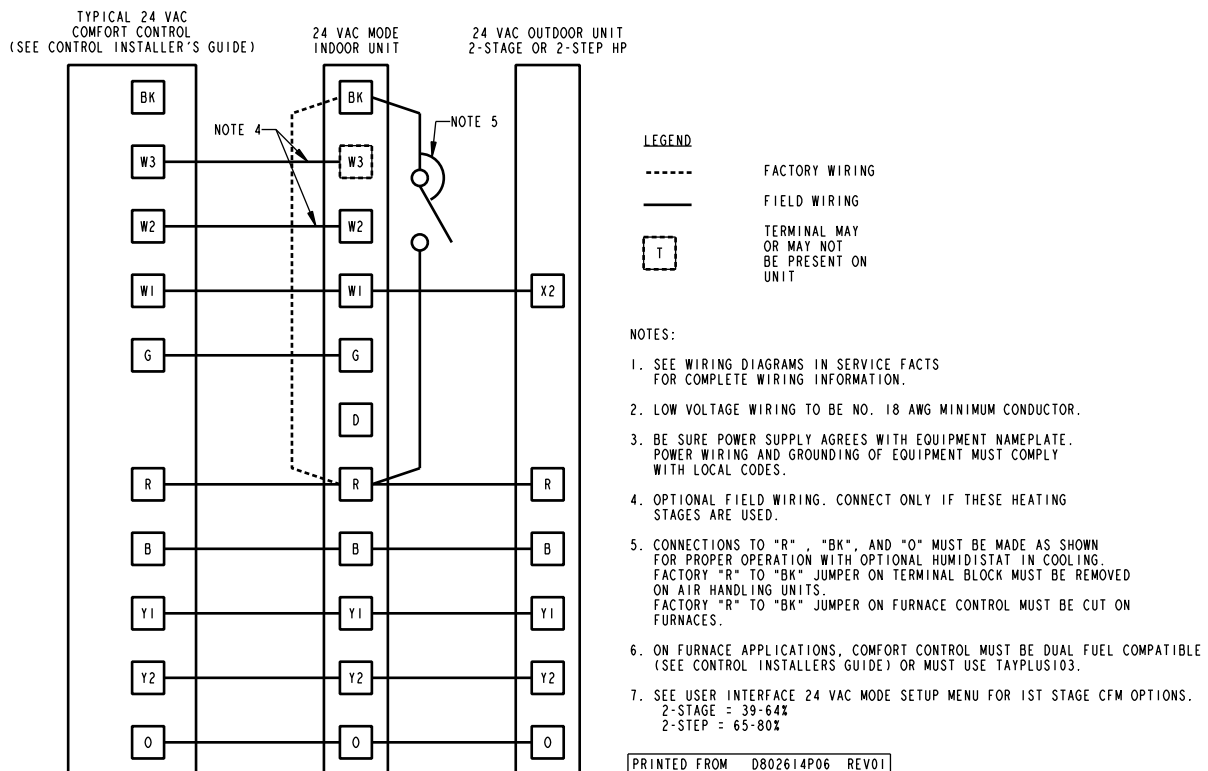 TYPICAL 24 VAC
COMFORT CONTROL
(SEE CONTROL INSTALLER'S GUIDE)
24 VAC MODE
INDOOR UNIT
24 VAC OUTDOOR UNIT
2-STAGE OR 2-STEP HP
BK
BK
NOTE 4
NOTE 5
W3
W3
W2
W2
W1
W1
X2
G
G
D
R
R
R
B
B
B
Y1
Y1
Y1
Y2
Y2
Y2
O
O
O
LEGEND
FACTORY WIRING
FIELD WIRING
T
TERMINAL MAY
OR MAY NOT
BE PRESENT ON
UNIT
NOTES:
1. SEE WIRING DIAGRAMS IN SERVICE FACTS
FOR COMPLETE WIRING INFORMATION.
2. LOW VOLTAGE WIRING TO BE NO. 18 AWG MINIMUM CONDUCTOR.
3. BE SURE POWER SUPPLY AGREES WITH EQUIPMENT NAMEPLATE.
POWER WIRING AND GROUNDING OF EQUIPMENT MUST COMPLY
WITH LOCAL CODES.
4. OPTIONAL FIELD WIRING. CONNECT ONLY IF THESE HEATING
STAGES ARE USED.
5. CONNECTIONS TO "R" , "BK", AND "O" MUST BE MADE AS SHOWN
FOR PROPER OPERATION WITH OPTIONAL HUMIDISTAT IN COOLING.
FACTORY "R" TO "BK" JUMPER ON TERMINAL BLOCK MUST BE REMOVED
ON AIR HANDLING UNITS.
FACTORY "R" TO "BK" JUMPER ON FURNACE CONTROL MUST BE CUT ON
FURNACES.
6. ON FURNACE APPLICATIONS, COMFORT CONTROL MUST BE DUAL FUEL COMPATIBLE
(SEE CONTROL INSTALLERS GUIDE) OR MUST USE TAYPLUS103.
7. SEE USER INTERFACE 24 VAC MODE SETUP MENU FOR 1ST STAGE CFM OPTIONS.
2-STAGE = 39-64%
2-STEP = 65-80%
PRINTED FROM D802614P06 REV01